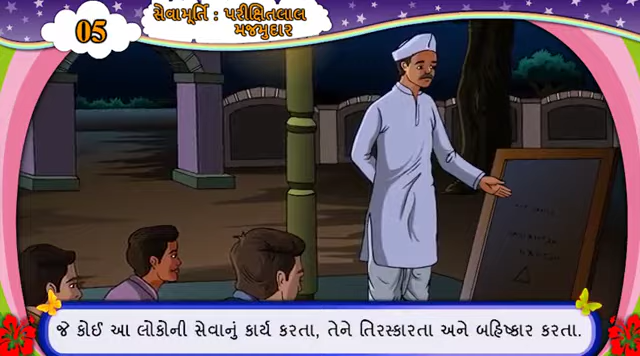 05
સેવામૂર્તિ : પરીક્ષિતલાલ
મજમુદાર
જે કોઈ આ લોકોની સેવાનું કાર્ય કરતા, તેને તિરસ્કારતા અને બહિષ્કાર કરતા.